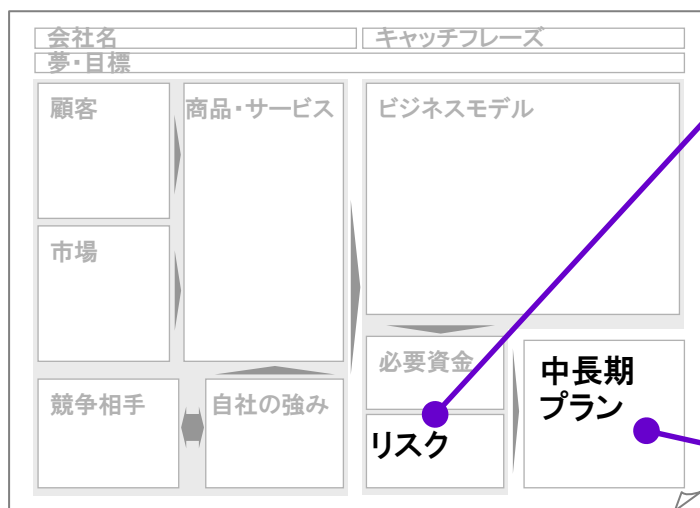 会社名
キャッチフレーズ
夢・目標
顧客
商品・サービス
ビジネスモデル
市場
必要資金
中長期
プラン
競争相手
自社の強み
リスク